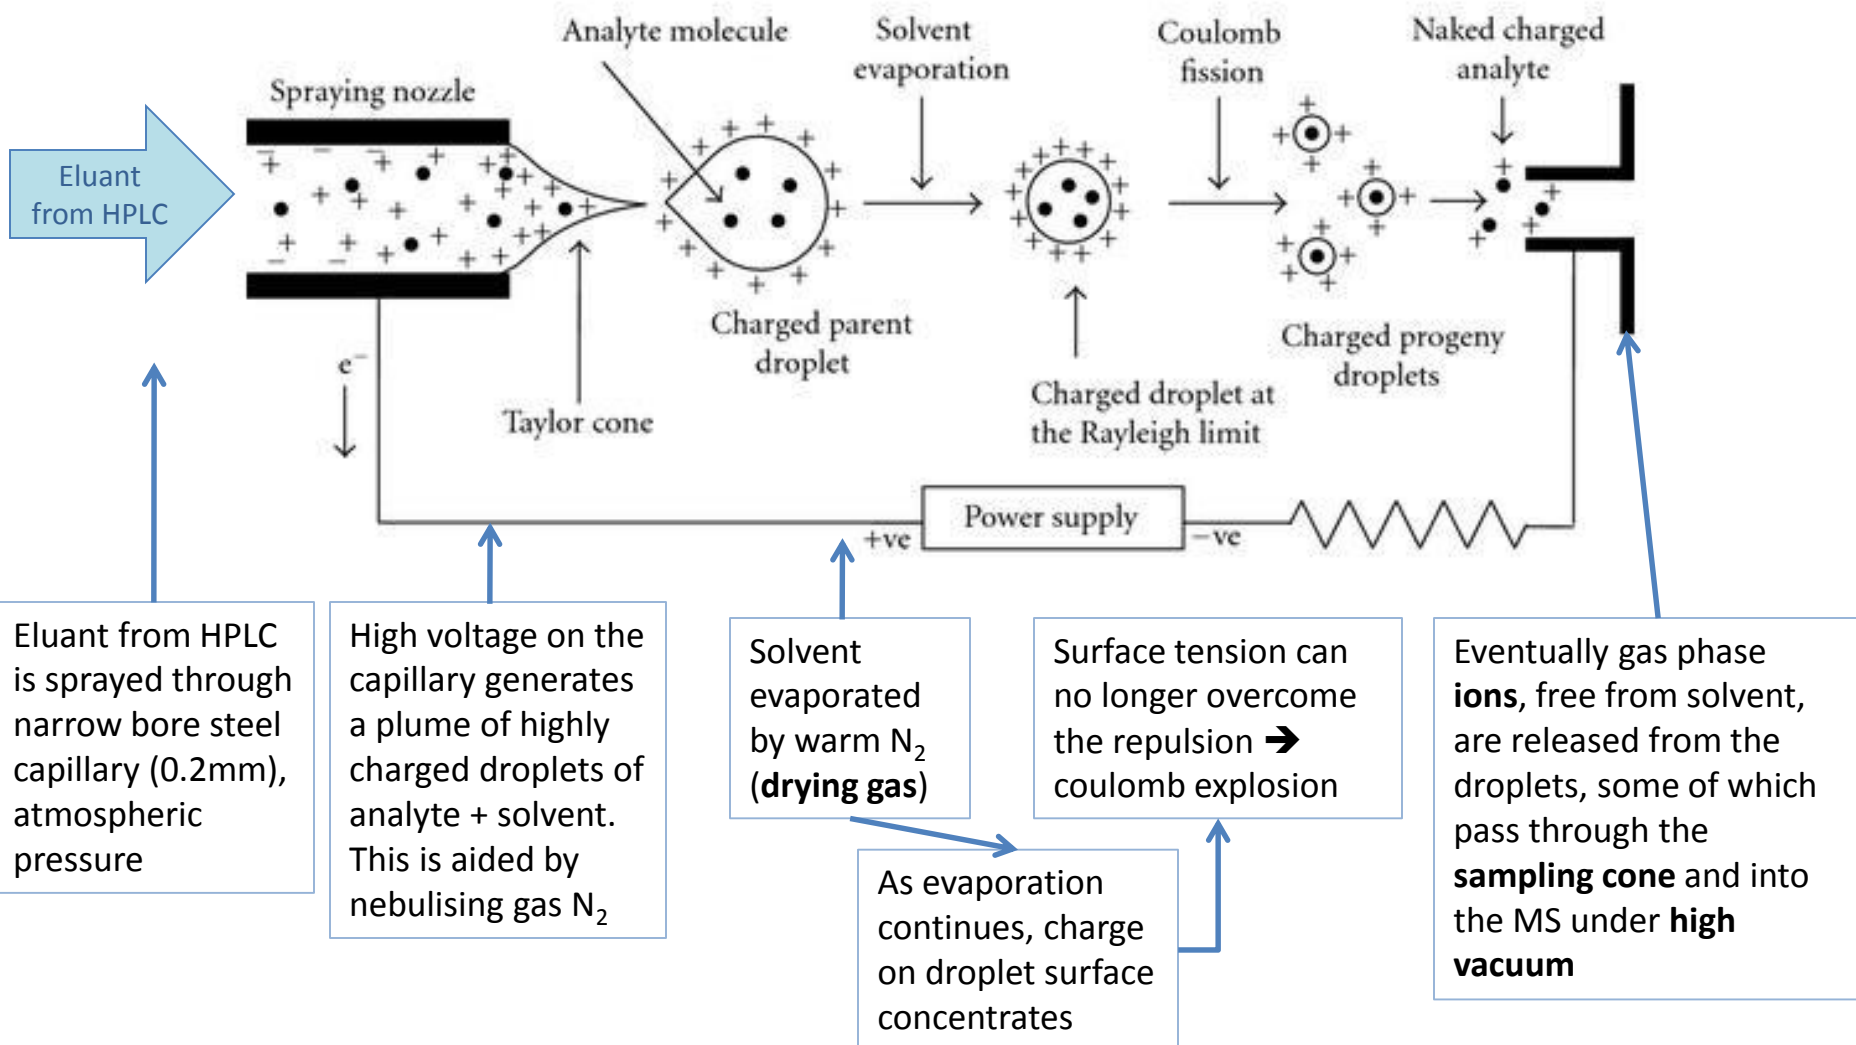 Analyte molecule
Solvent
evaporation
Coulomb
fission
Naked charged
analyte
Spraying nozzle
Eluant
from HPLC
Charged parent
droplet
e⁻
Taylor cone
Charged droplet at
the Rayleigh limit
Charged progeny
droplets
Power supply
+ve
−ve
Eluant from HPLC
is sprayed through
narrow bore steel
capillary (0.2mm),
atmospheric
pressure
High voltage on the
capillary generates
a plume of highly
charged droplets of
analyte + solvent.
This is aided by
nebulising gas N₂
Solvent
evaporated
by warm N₂
(drying gas)
As evaporation
continues, charge
on droplet surface
concentrates
Surface tension can
no longer overcome
the repulsion ➔
coulomb explosion
Eventually gas phase
ions, free from solvent,
are released from the
droplets, some of which
pass through the
sampling cone and into
the MS under high
vacuum